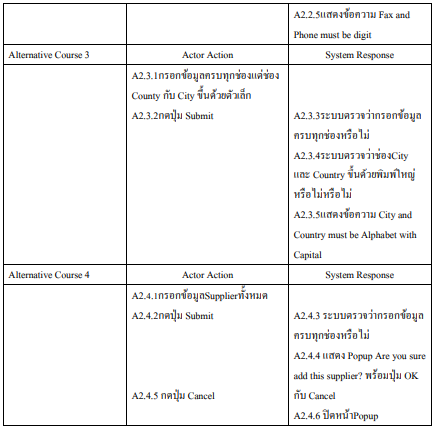 A2.2.5แสดงข้อความ Fax and
Phone must be digit
Alternative Course 3 Actor Action System Response
A2.3.1กรอกข้อมูลครบทุกช่องแต่ช่อง
County กับ City ขึ้นด้วยตัวเล็ก
A2.3.2กดปุ่ม Submit
A2.3.3ระบบตรวจว่ากรอกข้อมูล
ครบทุกช่องหรือไม่
A2.3.4ระบบตรวจว่าช่องCity
และ Country ขึ้นด้วยพิมพ์ใหญ่
หรือไม่หรือไม่
A2.3.5แสดงข้อความ City and
Country must be Alphabet with
Capital
Alternative Course 4 Actor Action System Response
A2.4.1กรอกข้อมูลSupplierทั้งหมด
A2.4.2กดปุ่ม Submit
A2.4.3 ระบบตรวจว่ากรอกข้อมูล
ครบทุกช่องหรือไม่
A2.4.4 แสดง Popup Are you sure
add this supplier? พร้อมปุ่ม OK
กับ Cancel
A2.4.5 กดปุ่ม Cancel
A2.4.6 ปิดหน้าPopup